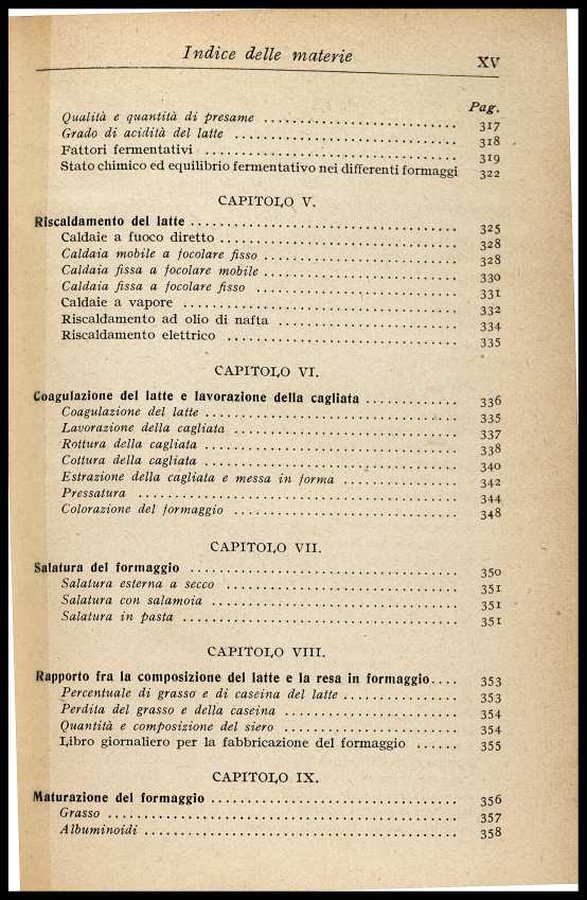 Indice delle materie XV
Pag.
Qualità e quantità di presame .......................... 317
Grado di acidità del latte .............................. 318
Fattori fermentativi .................................. 319
Stato chimico ed equilibrio fermentativo nei differenti formaggi 322
CAPITOLO V.
Riscaldamento del latte .................................... 325
Caldaie a fuoco diretto ................................ 328
Caldaia mobile a focolare fisso .......................... 328
Caldaia fissa a focolare mobile .......................... 330
Caldaia fissa a focolare fisso ........................... 331
Caldaie a vapore ..................................... 332
Riscaldamento ad olio di nafta ........................ 334
Riscaldamento elettrico ............................... 335
CAPITOLO VI.
Coagulazione del latte e lavorazione della cagliata ............ 336
Coagulazione del latte .................................. 335
Lavorazione della cagliata .............................. 337
Rottura della cagliata .................................. 338
Cottura della cagliata .................................. 340
Estrazione della cagliata e messa in forma ............... 342
Pressatura ........................................... 344
Colorazione del formaggio .............................. 348
CAPITOLO VII.
Salatura del formaggio .................................... 350
Salatura esterna a secco ............................... 351
Salatura con salamoia ................................. 351
Salatura in pasta ..................................... 351
CAPITOLO VIII.
Rapporto fra la composizione del latte e la resa in formaggio.... 353
Percentuale di grasso e di caseina del latte ............... 353
Perdita del grasso e della caseina ....................... 354
Quantità e composizione del siero ....................... 354
Libro giornaliero per la fabbricazione del formaggio ...... 355
CAPITOLO IX.
Maturazione del formaggio ................................. 356
Grasso ............................................... 357
Albuminoidi .......................................... 358